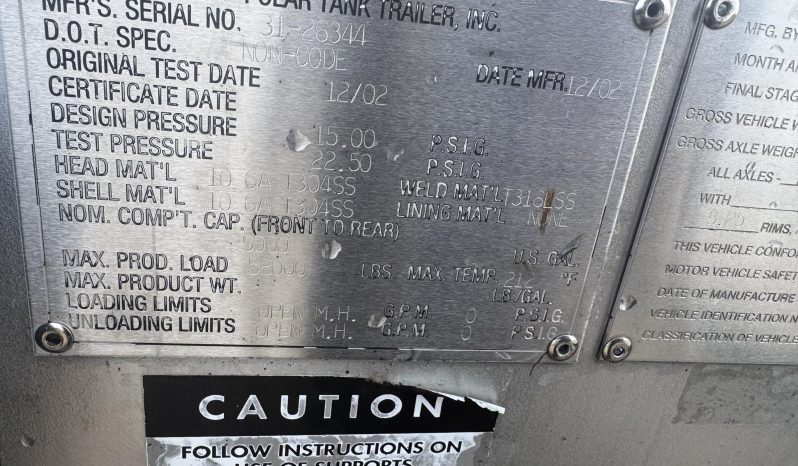 POLAR TANK TRAILER, INC.
MFR'S. SERIAL NO. 31-28344
D.O.T. SPEC. NON-CODE
ORIGINAL TEST DATE DATE MFR. 12/02
CERTIFICATE DATE 12/02
DESIGN PRESSURE 15.00 P.S.I.G.
TEST PRESSURE 22.50 P.S.I.G.
HEAD MAT'L 10 GA-T304SS WELD MAT'L T316LSS
SHELL MAT'L 10 GA-T304SS LINING MAT'L NONE
NOM. COMP'T. CAP. (FRONT TO REAR)
U.S. GAL.
MAX. PROD. LOAD LBS. MAX. TEMP. 212 °F
MAX. PRODUCT WT. LB./GAL.
LOADING LIMITS OPEN M.H. G.P.M. 0 P.S.I.G.
UNLOADING LIMITS OPEN M.H. G.P.M. 0 P.S.I.G.
MFG. BY
MONTH A
FINAL STAG
GROSS VEHICLE W
GROSS AXLE WEIGH
ALL AXLES -
WITH
RIMS,
THIS VEHICLE CONFO
MOTOR VEHICLE SAFET
DATE OF MANUFACTURE
VEHICLE IDENTIFICATION N
CLASSIFICATION OF VEHICLE
CAUTION
FOLLOW INSTRUCTIONS ON
USE OF SUPPORTS